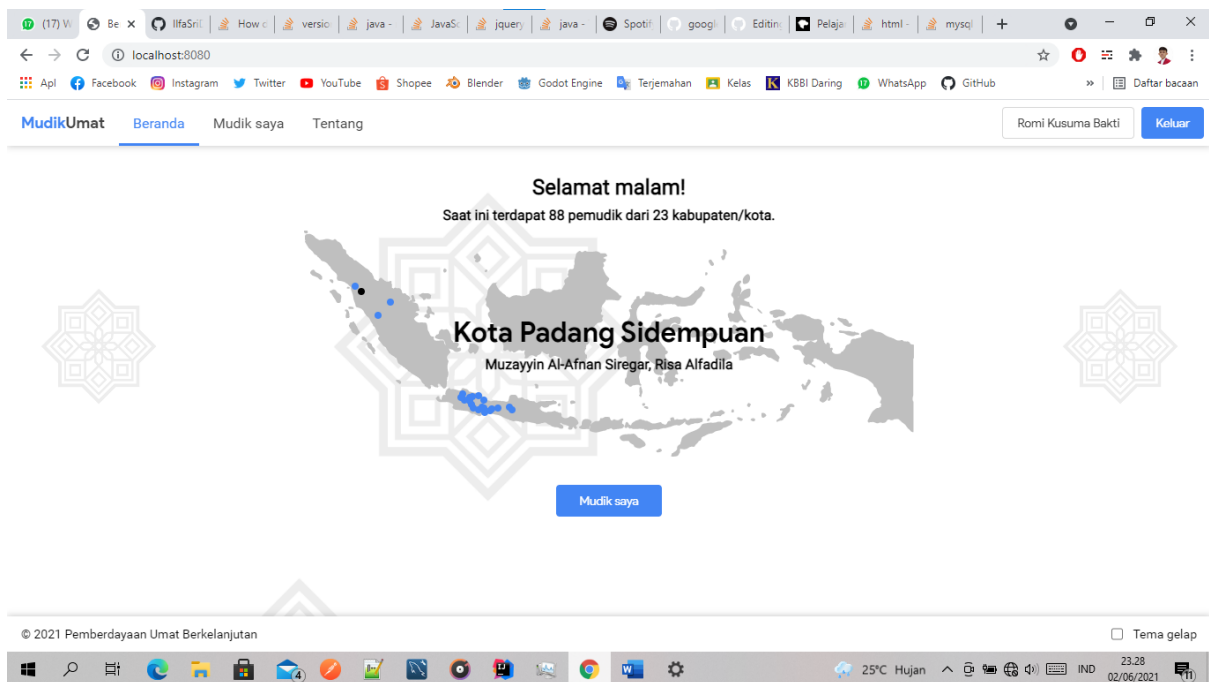 (17) W Be IlfaSri How c versio java - JavaSc jquery java - Spotif googl Editin Pelaja html - mysql
localhost:8080
Apl Facebook Instagram Twitter YouTube Shopee Blender Godot Engine Terjemahan Kelas KBBI Daring WhatsApp GitHub » Daftar bacaan
MudikUmat Beranda Mudik saya Tentang Romi Kusuma Bakti Keluar
Selamat malam!
Saat ini terdapat 88 pemudik dari 23 kabupaten/kota.
Kota Padang Sidempuan
Muzayyin Al-Afnan Siregar, Risa Alfadila
Mudik saya
© 2021 Pemberdayaan Umat Berkelanjutan Tema gelap
25°C Hujan IND 23.28
02/06/2021